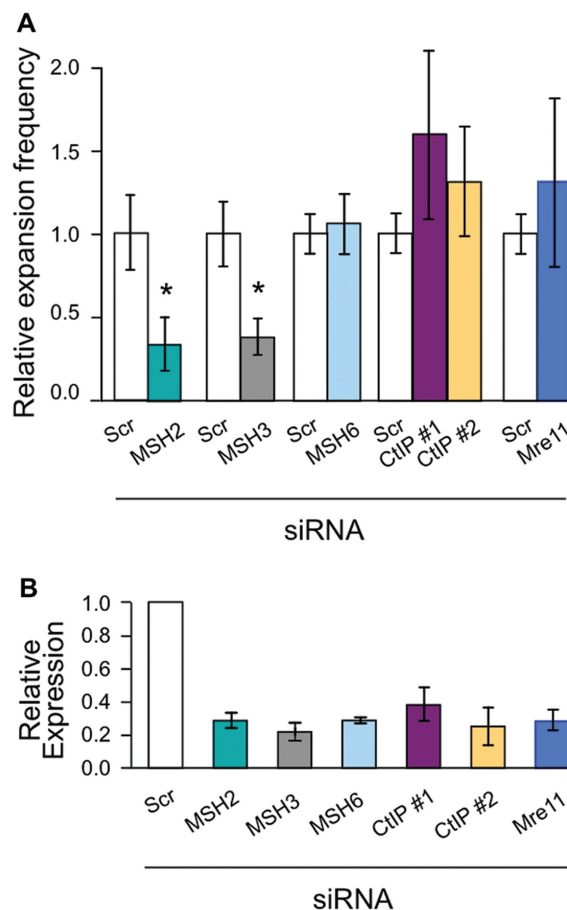 A
Relative expansion frequency
2.0
1.5
1.0
0.5
0.0
*
*
Scr MSH2 Scr MSH3 Scr MSH6 Scr CtIP #1 CtIP #2 Scr Mre11
siRNA
B
Relative
Expression
1.0
0.8
0.6
0.4
0.2
0.0
Scr MSH2 MSH3 MSH6 CtIP #1 CtIP #2 Mre11
siRNA